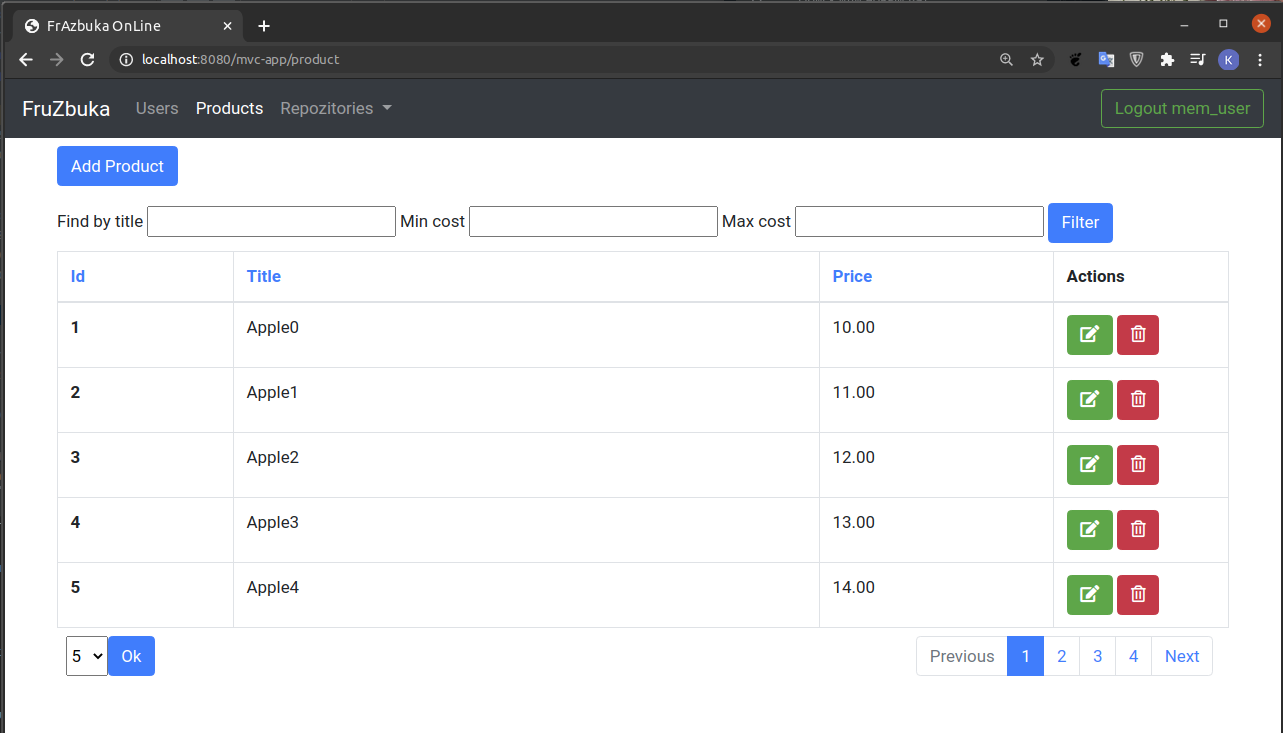 FrAzbuka OnLine
localhost:8080/mvc-app/product
K
FruZbuka Users Products Repozitories Logout mem_user
Add Product
Find by title Min cost Max cost Filter
Id Title Price Actions
1 Apple0 10.00
2 Apple1 11.00
3 Apple2 12.00
4 Apple3 13.00
5 Apple4 14.00
5 Ok Previous 1 2 3 4 Next